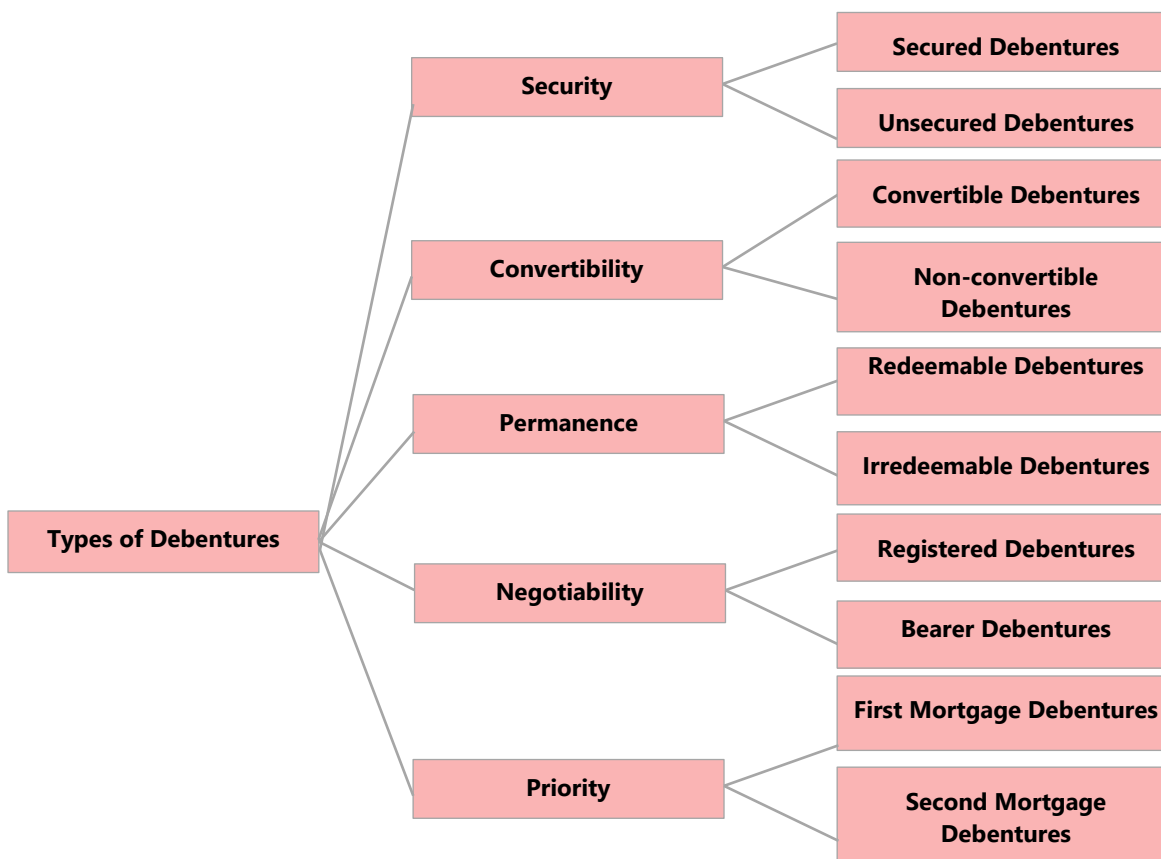 Types of Debentures
Security
Secured Debentures
Unsecured Debentures
Convertibility
Convertible Debentures
Non-convertible
Debentures
Permanence
Redeemable Debentures
Irredeemable Debentures
Negotiability
Registered Debentures
Bearer Debentures
Priority
First Mortgage Debentures
Second Mortgage
Debentures